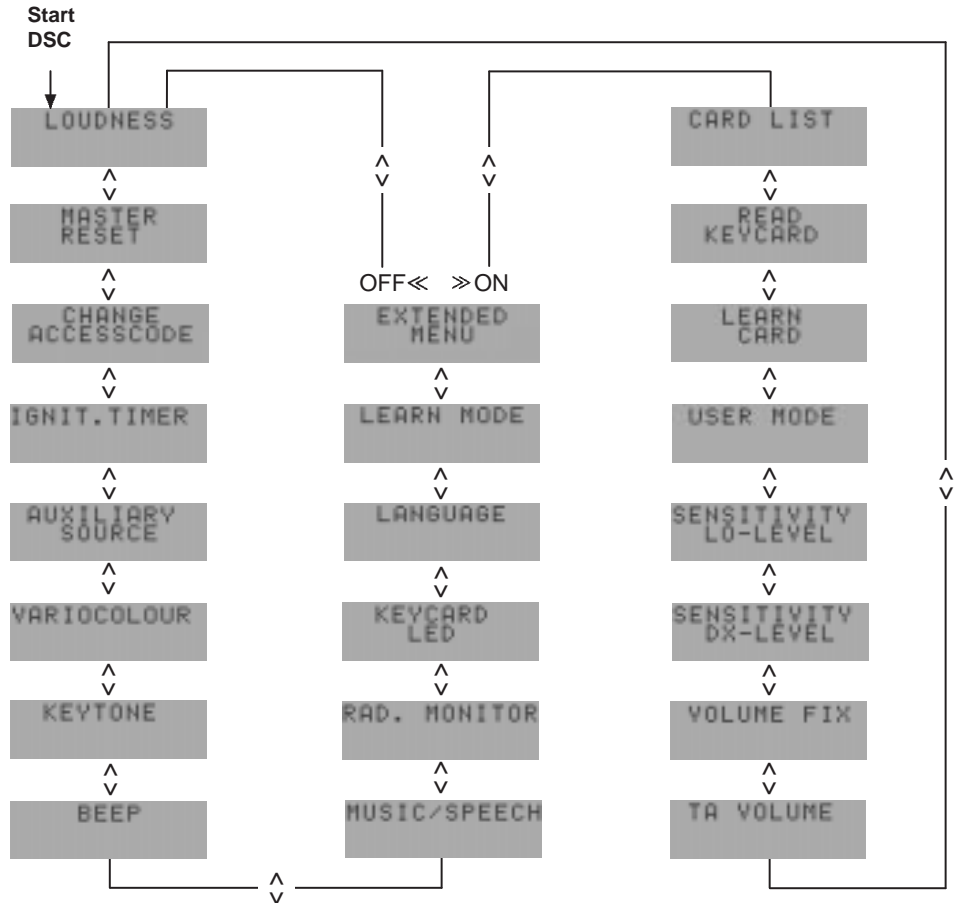 Start
DSC
LOUDNESS
MASTER
RESET
CHANGE
ACCESSCODE
IGNIT.TIMER
AUXILIARY
SOURCE
VARIOCOLOUR
KEYTONE
BEEP
OFF≪ ≫ON
EXTENDED
MENU
LEARN MODE
LANGUAGE
KEYCARD
LED
RAD. MONITOR
MUSIC/SPEECH
CARD LIST
READ
KEYCARD
LEARN
CARD
USER MODE
SENSITIVITY
LO-LEVEL
SENSITIVITY
DX-LEVEL
VOLUME FIX
TA VOLUME